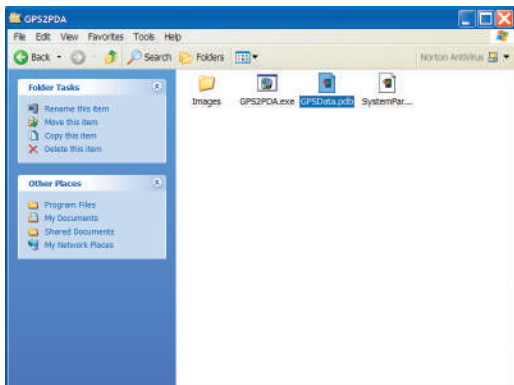 GPS2PDA
File Edit View Favorites Tools Help
Back Search Folders Norton AntiVirus
Folder Tasks
Rename this item
Move this item
Copy this item
Delete this item
Other Places
Program Files
My Documents
Shared Documents
My Network Places
Images GPS2PDA.exe GPSData.pdb SystemPar...